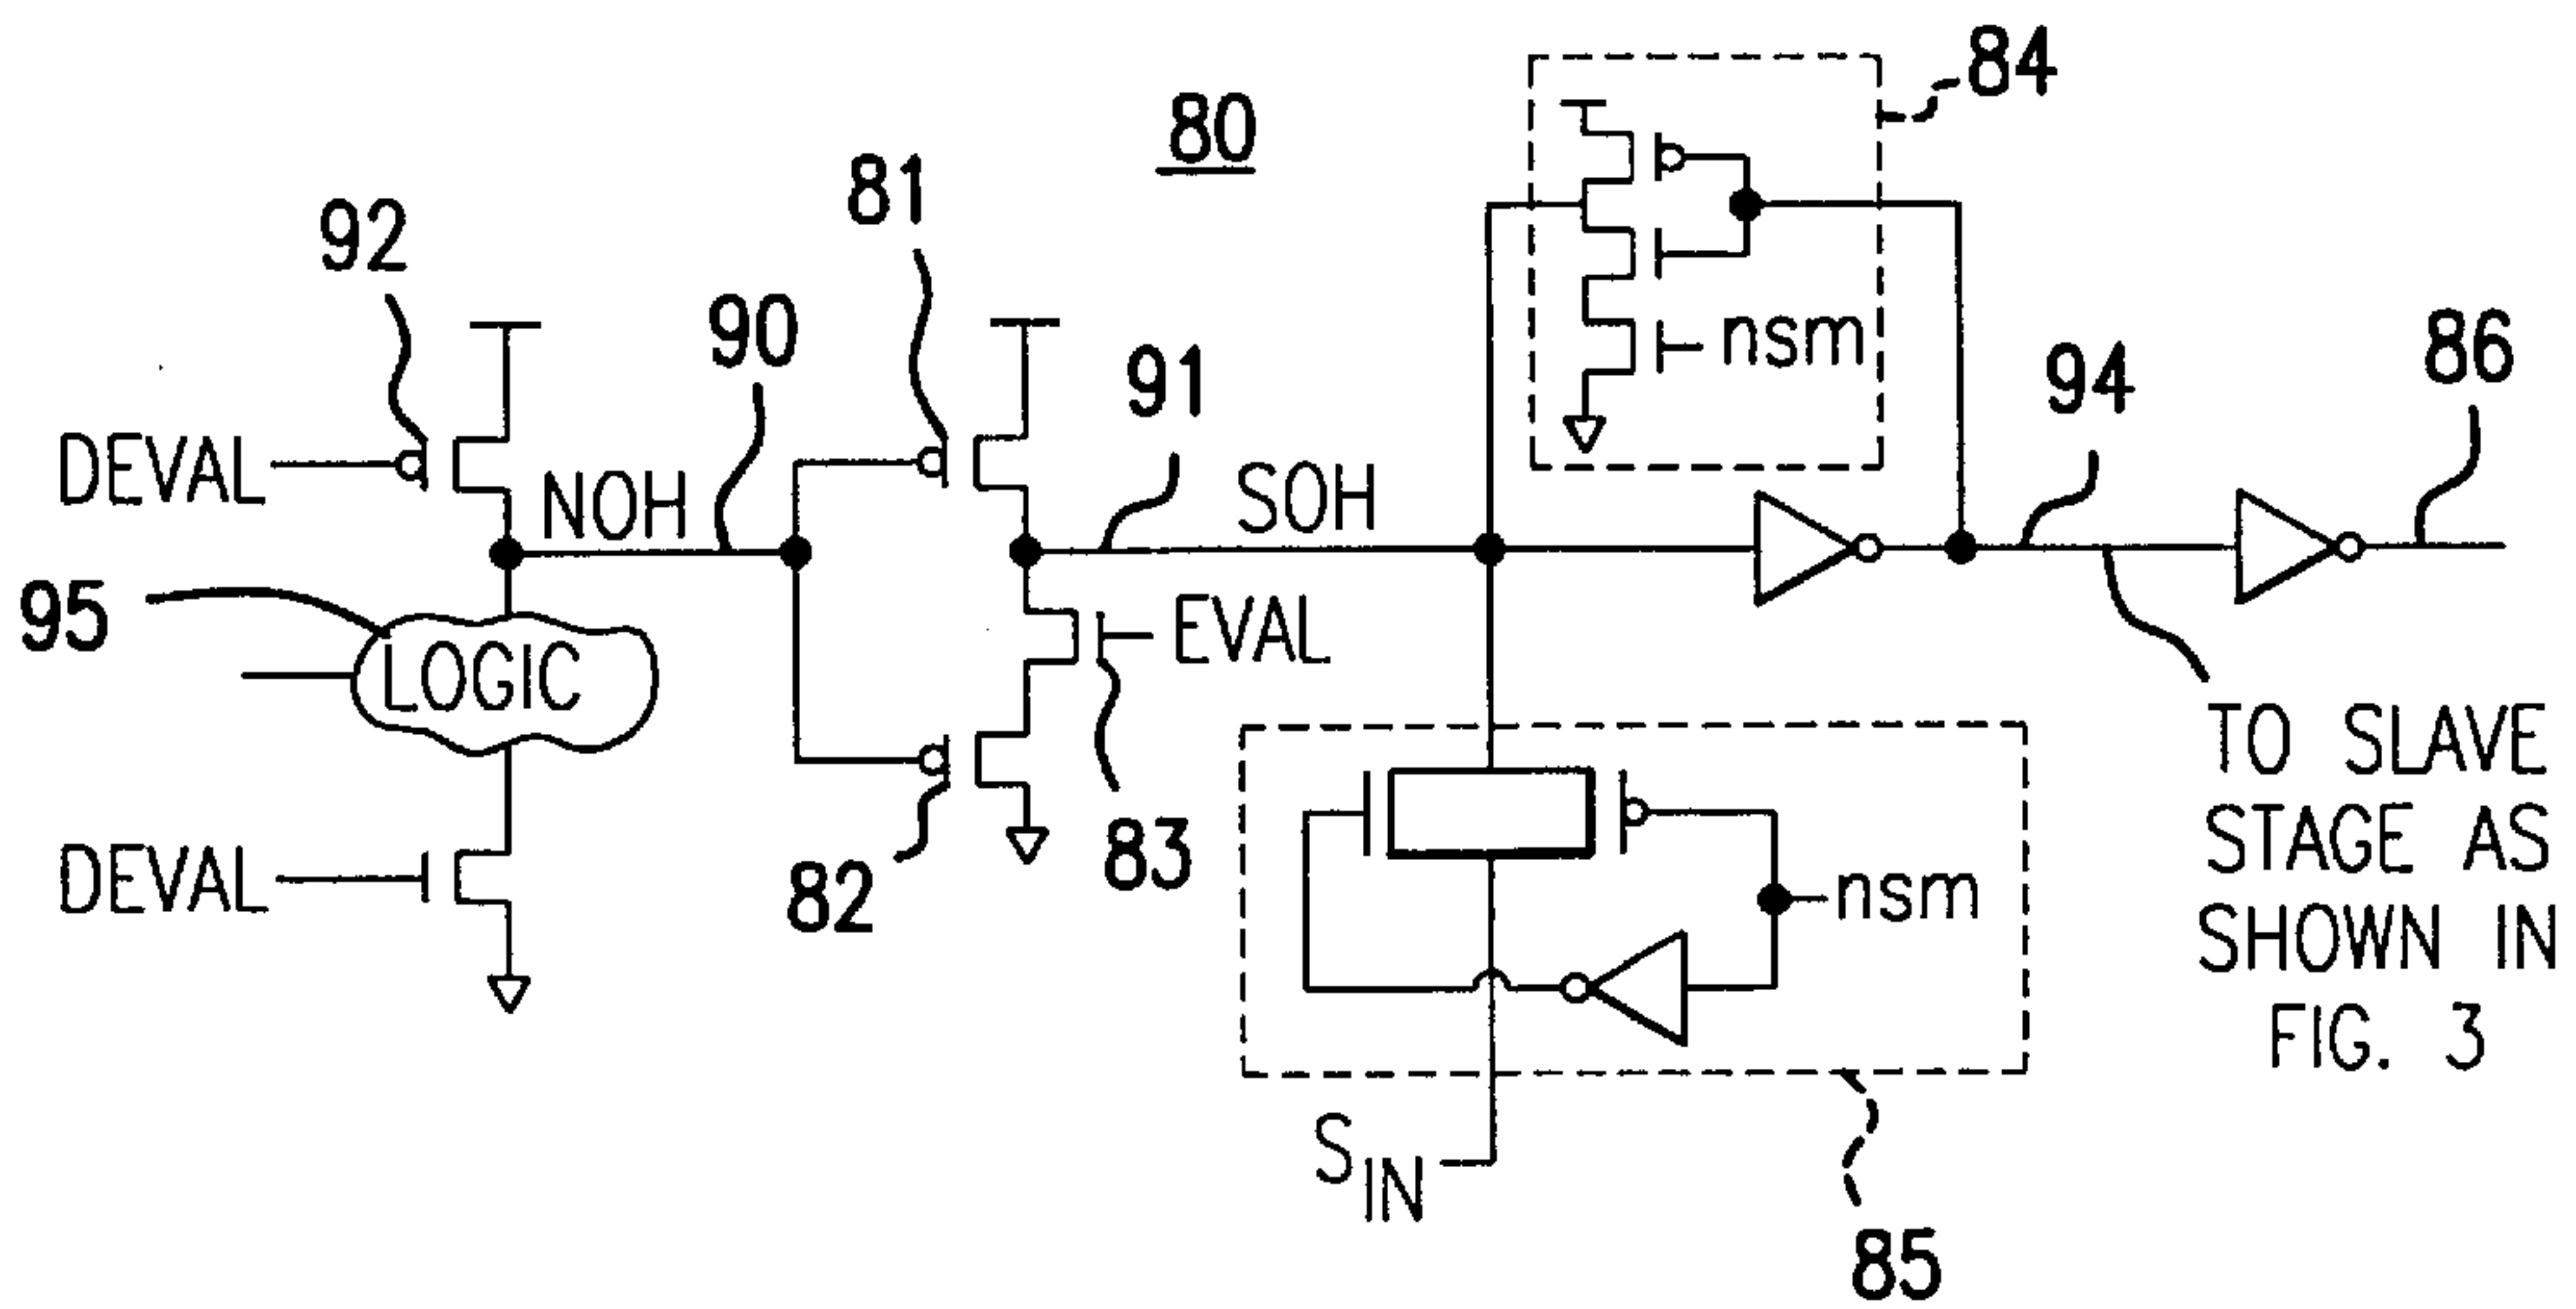 80
84
81
92
nsm
86
90
94
91
DEVAL
NOH
SOH
95
LOGIC
EVAL
TO SLAVE
STAGE AS
SHOWN IN
FIG. 3
DEVAL
82
83
nsm
SIN
85